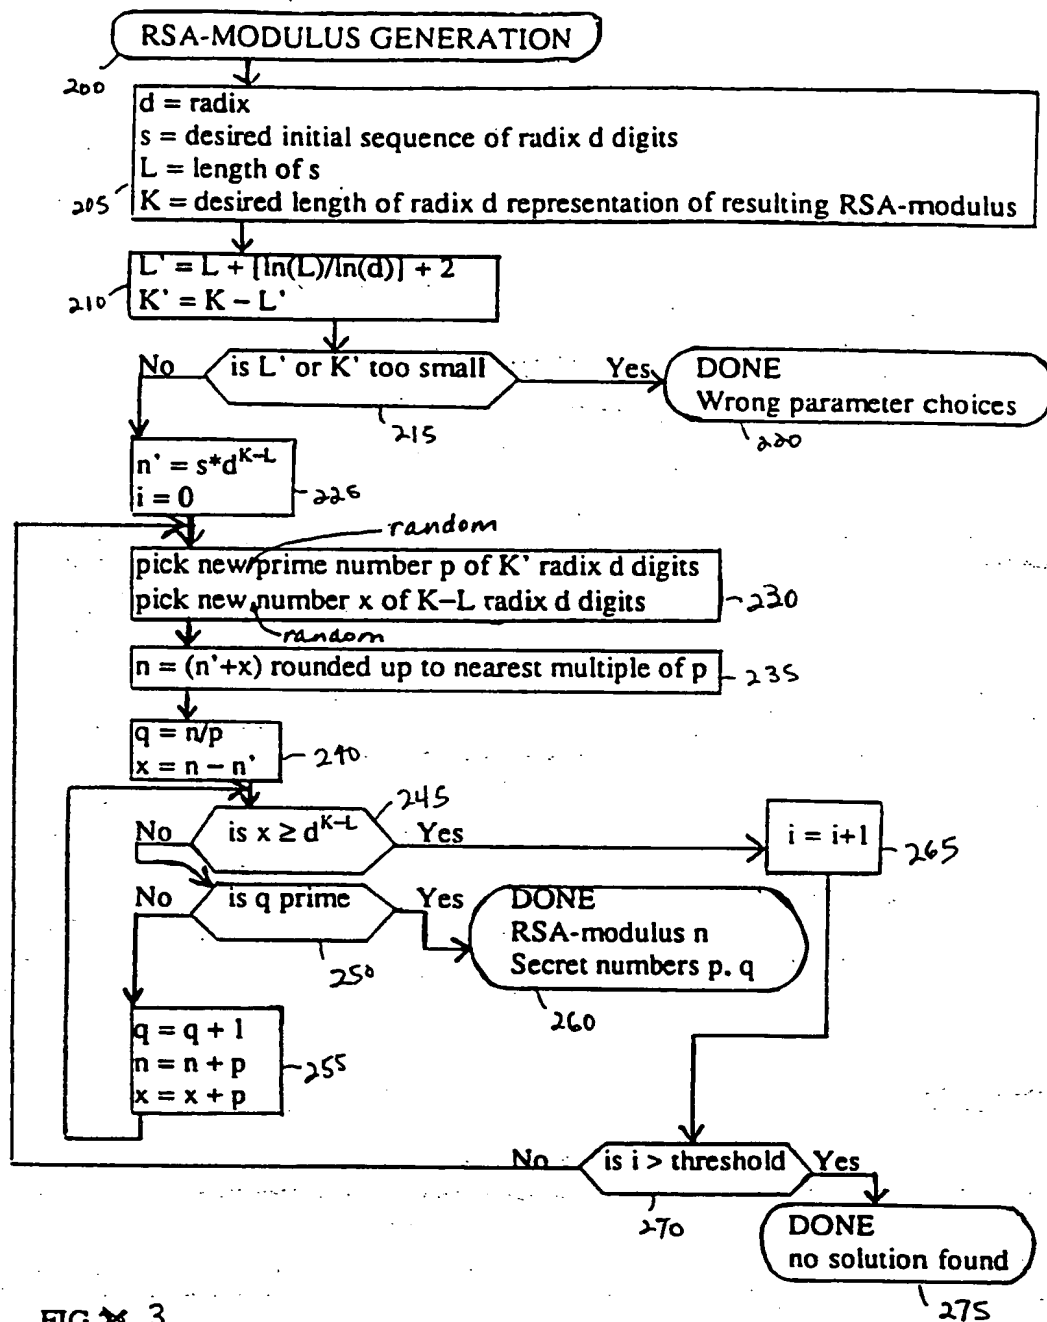 RSA-MODULUS GENERATION
200
d = radix
s = desired initial sequence of radix d digits
L = length of s
K = desired length of radix d representation of resulting RSA-modulus
205
L' = L + ⌈ln(L)/ln(d)⌉ + 2
K' = K – L'
210
No
is L' or K' too small
Yes
215
DONE
Wrong parameter choices
220
n' = s*d^{K–L}
i = 0
225
random
pick new prime number p of K' radix d digits
pick new number x of K–L radix d digits
230
random
n = (n'+x) rounded up to nearest multiple of p
235
q = n/p
x = n – n'
240
245
No
is x ≥ d^{K–L}
Yes
i = i+1
265
No
is q prime
Yes
250
DONE
RSA-modulus n
Secret numbers p. q
260
q = q + 1
n = n + p
x = x + p
255
No
is i > threshold
Yes
270
DONE
no solution found
275
FIG 3